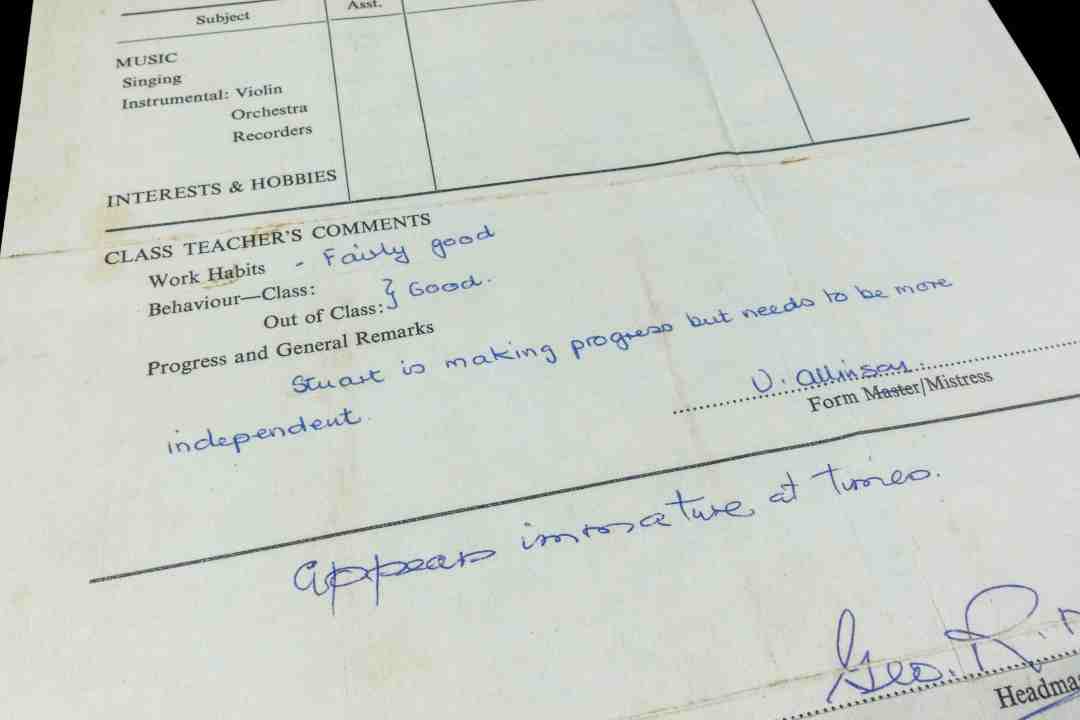 Subject Asst.
MUSIC
Singing
Instrumental: Violin
Orchestra
Recorders
INTERESTS & HOBBIES
CLASS TEACHER'S COMMENTS
Work Habits - Fairly good
Behaviour—Class:
Out of Class: } Good.
Progress and General Remarks
Stuart is making progress but needs to be more
independent.
V. Allinson
Form Master/Mistress
Appears immature at times.
Geo. R.
Headma